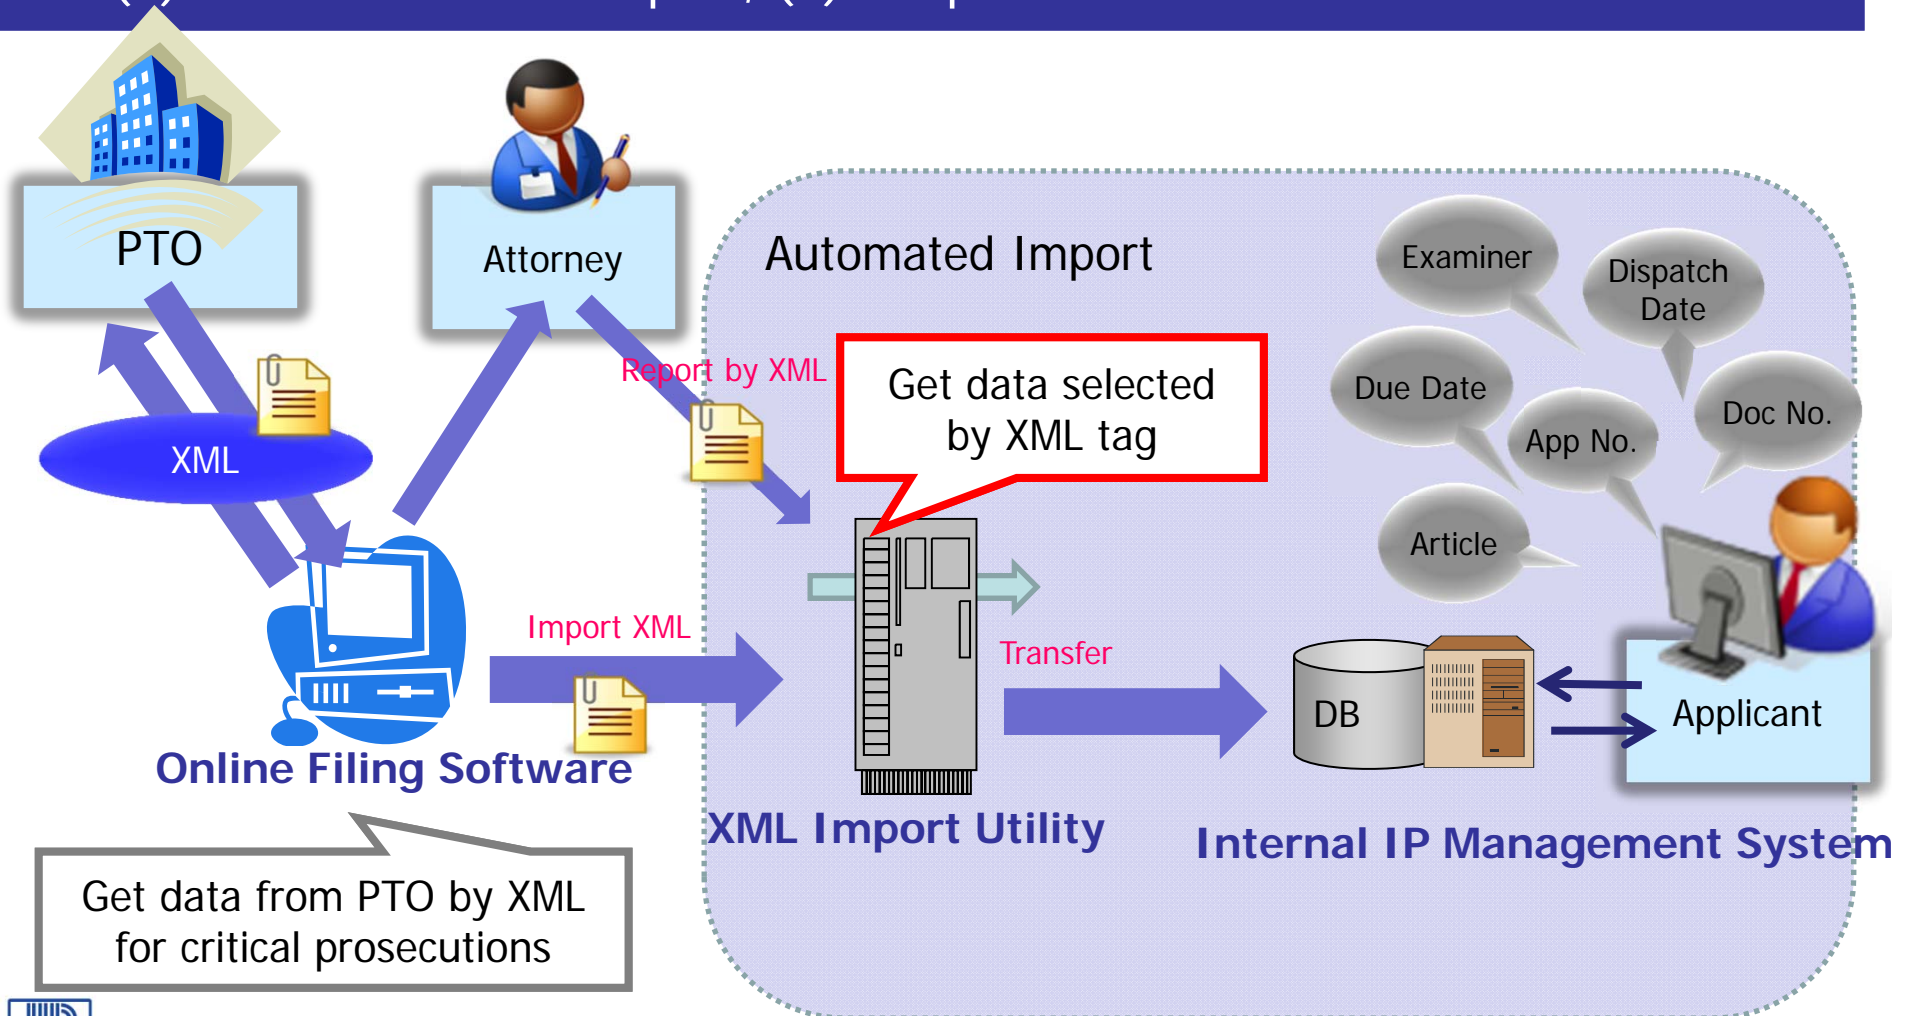 PTO
Attorney
Automated Import
Examiner
Dispatch
Date
Due Date
Doc No.
App No.
Article
Report by XML
Get data selected
by XML tag
XML
Import XML
Transfer
DB
Applicant
Online Filing Software
XML Import Utility
Internal IP Management System
Get data from PTO by XML
for critical prosecutions